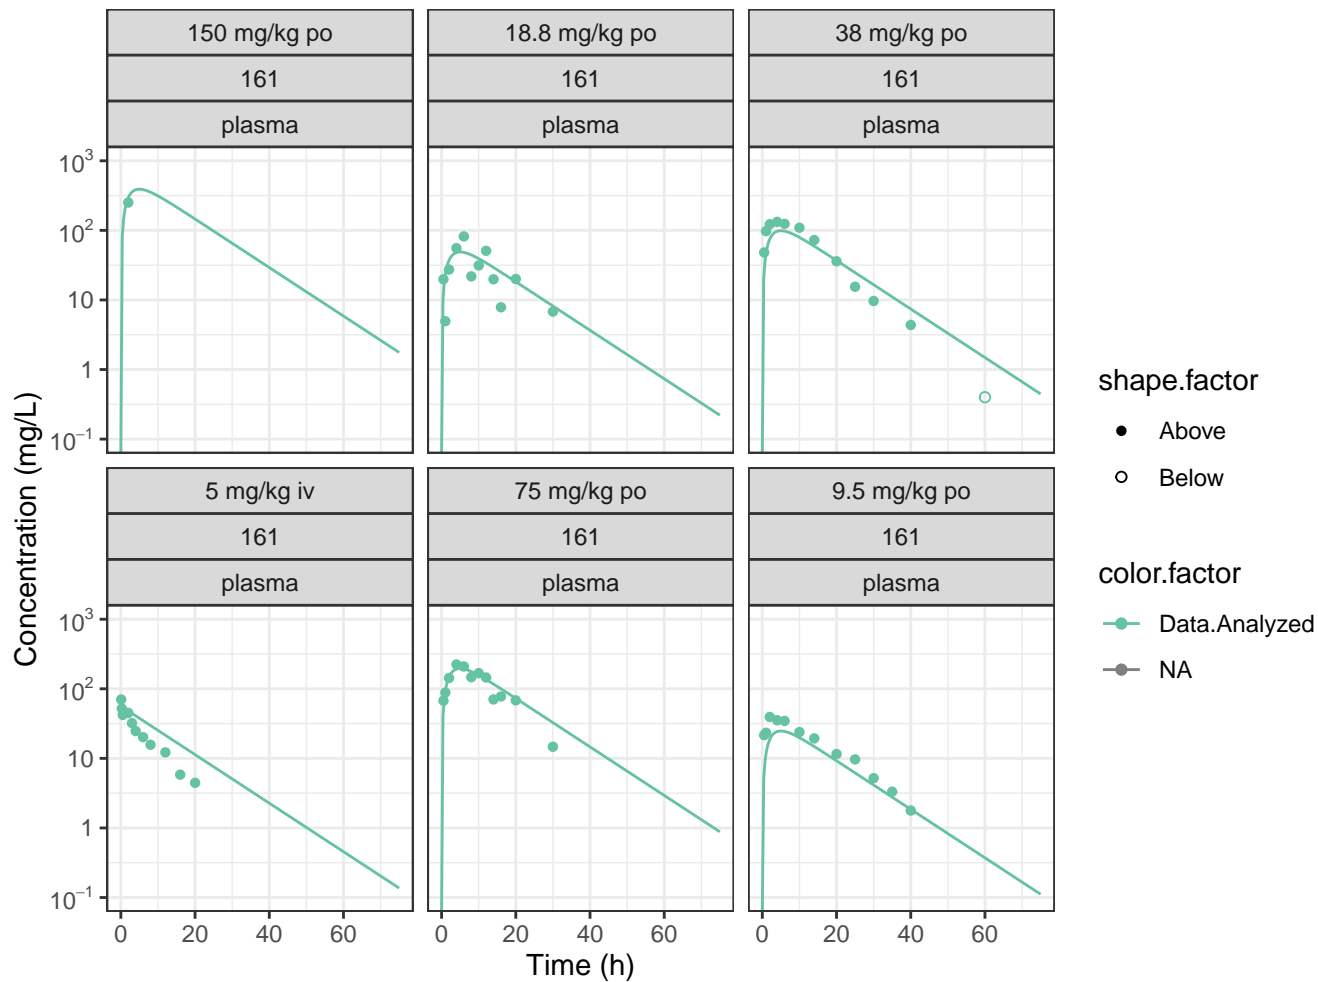 150 mg/kg po
161
plasma
18.8 mg/kg po
161
plasma
38 mg/kg po
161
plasma
10³
10²
10
1
10⁻¹
5 mg/kg iv
161
plasma
75 mg/kg po
161
plasma
9.5 mg/kg po
161
plasma
10³
10²
10
1
10⁻¹
0 20 40 60
0 20 40 60
0 20 40 60
Time (h)
Concentration (mg/L)
shape.factor
Above
Below
color.factor
Data.Analyzed
NA